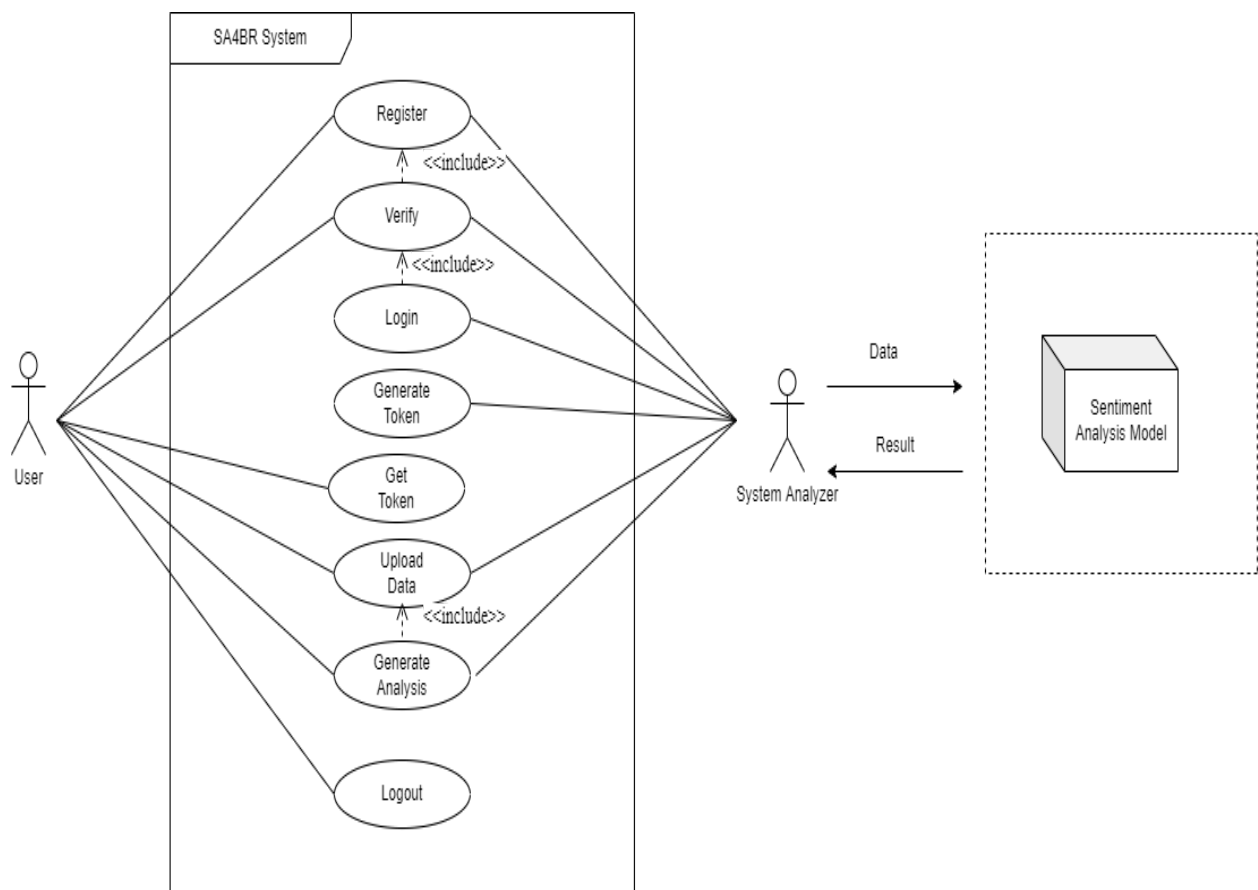 SA4BR System
Register
<<include>>
Verify
<<include>>
Login
Generate
Token
Get
Token
Upload
Data
<<include>>
Generate
Analysis
Logout
User
System Analyzer
Data
Result
Sentiment
Analysis Model